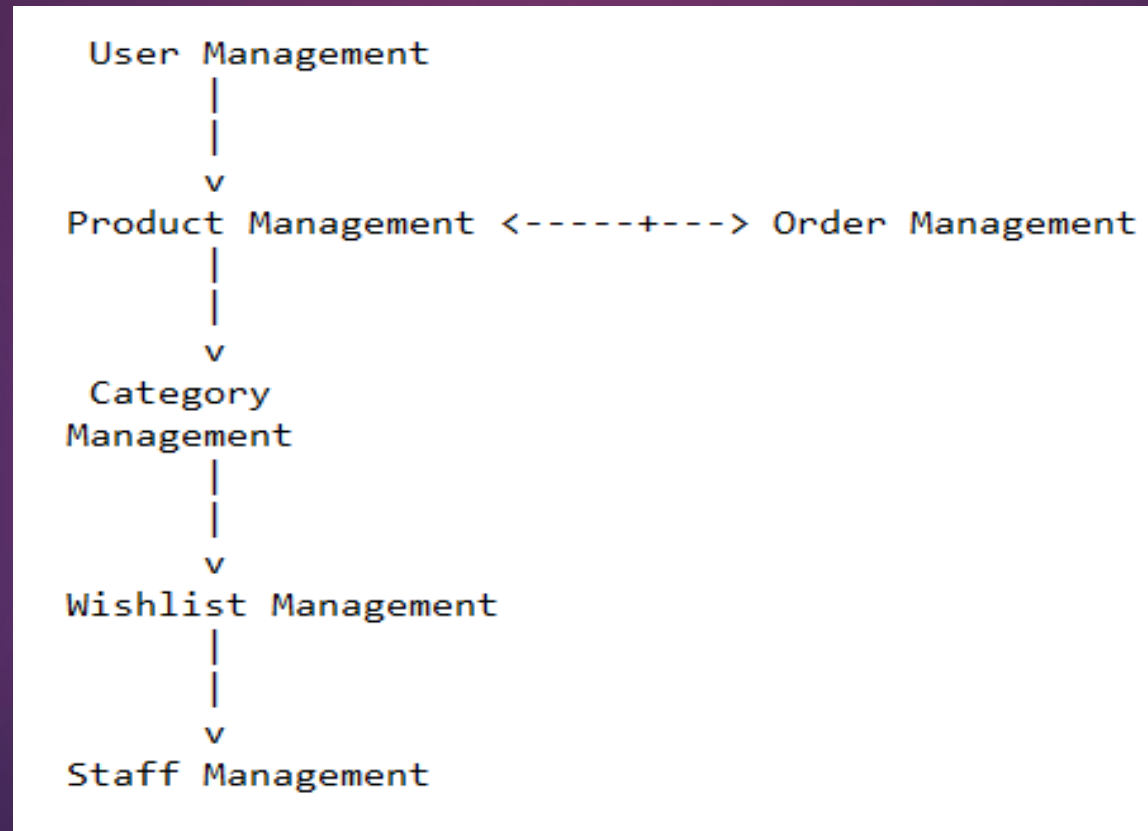 User Management
|
|
v
Product Management <-----+---> Order Management
|
|
v
Category
Management
|
|
v
Wishlist Management
|
|
v
Staff Management